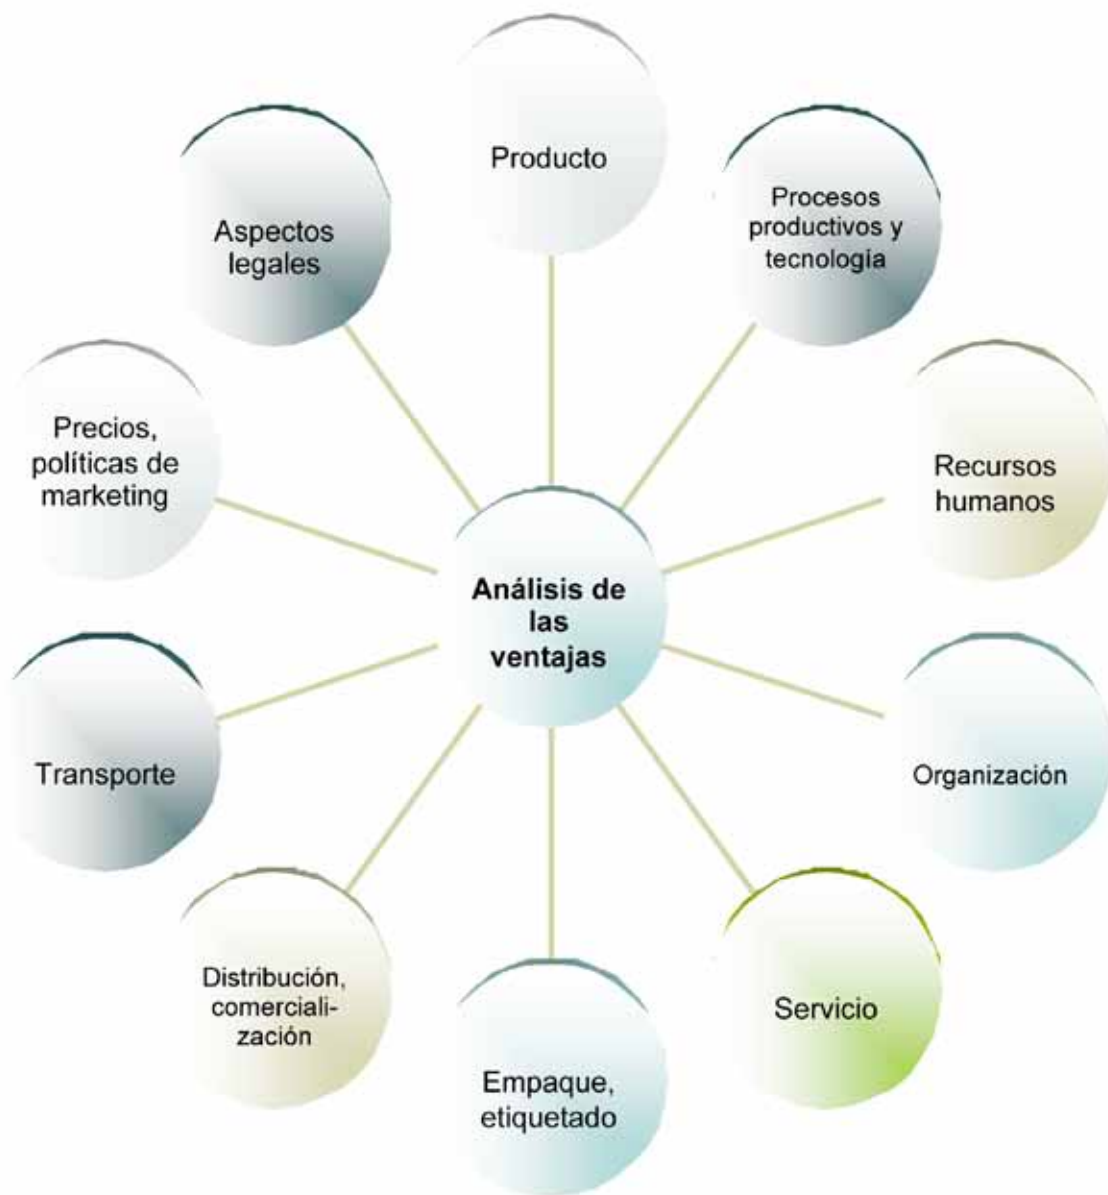 Producto
Procesos
productivos y
tecnología
Recursos
humanos
Organización
Servicio
Empaque,
etiquetado
Distribución,
comerciali-
zación
Transporte
Precios,
políticas de
marketing
Aspectos
legales
Análisis de
las
ventajas